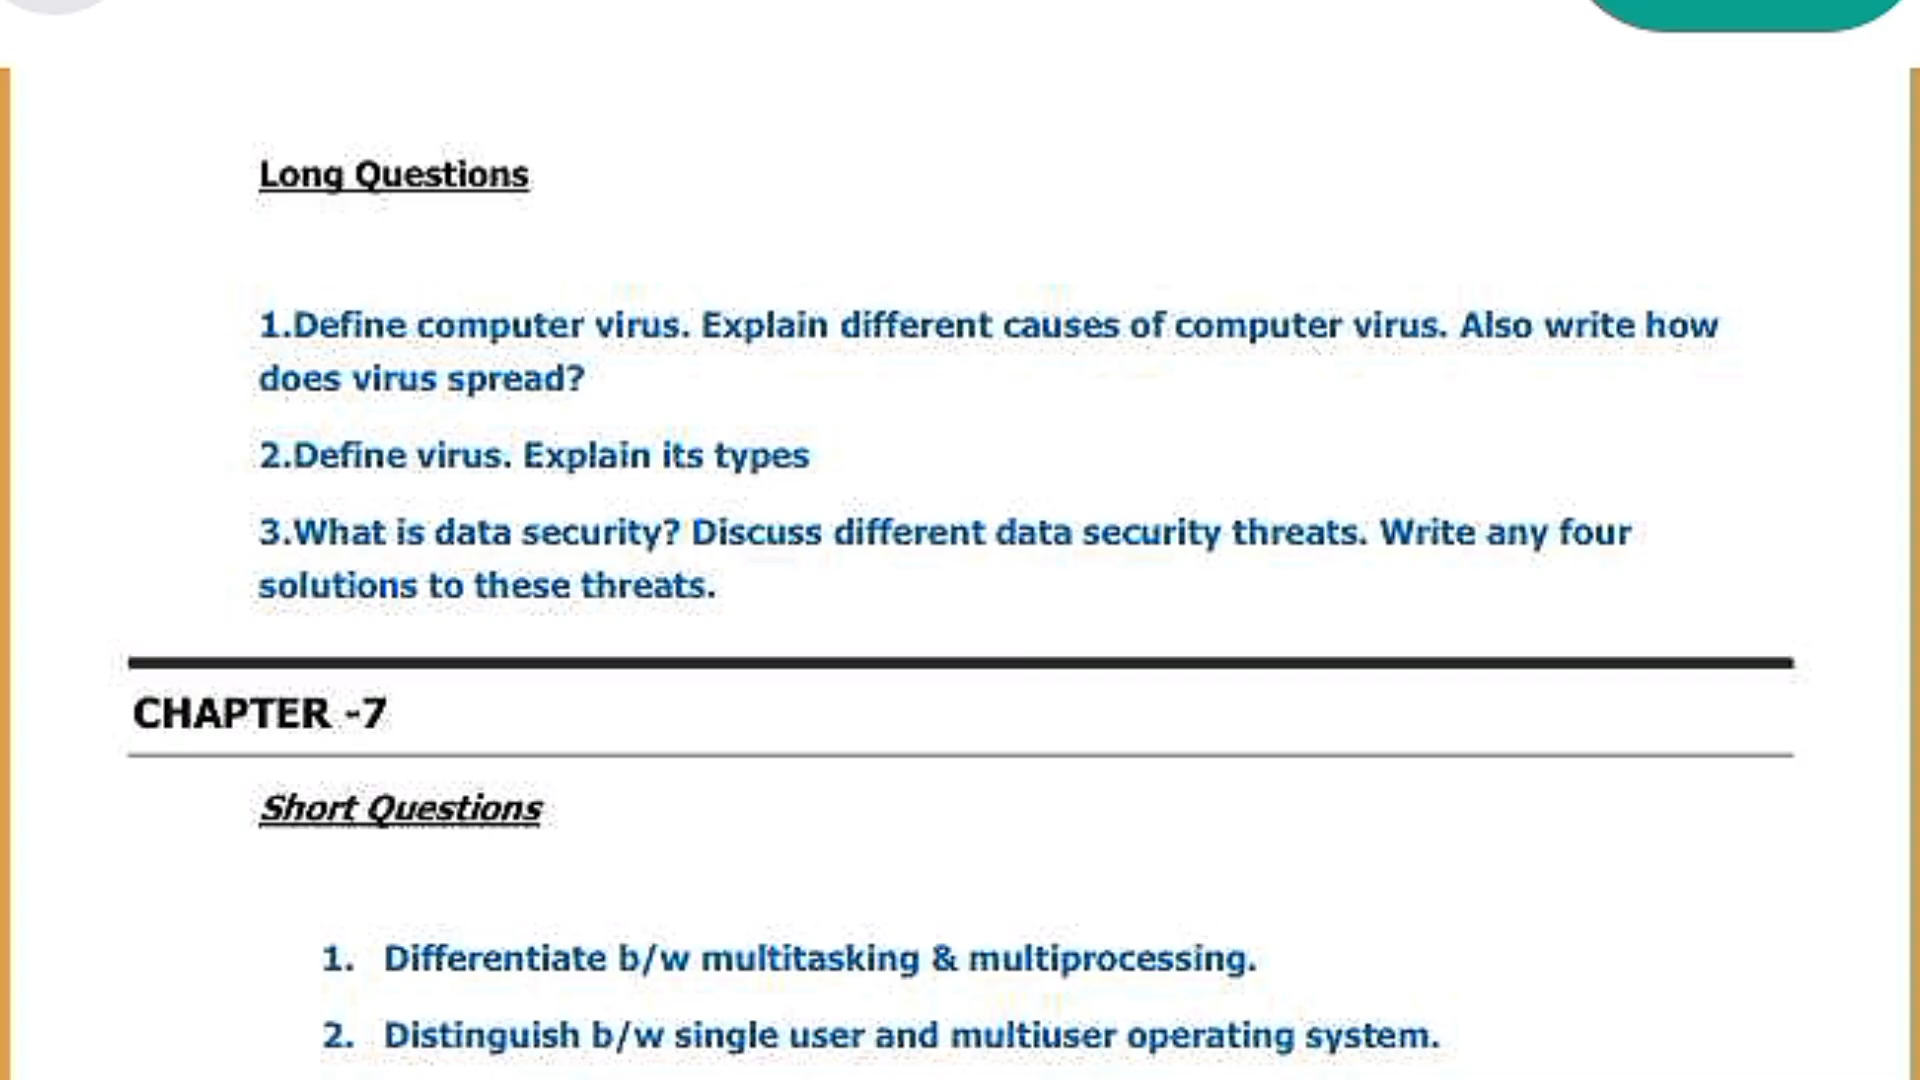 Long Questions
1.Define computer virus. Explain different causes of computer virus. Also write how
does virus spread?
2.Define virus. Explain its types
3.What is data security? Discuss different data security threats. Write any four
solutions to these threats.
CHAPTER -7
Short Questions
1. Differentiate b/w multitasking & multiprocessing.
2. Distinguish b/w single user and multiuser operating system.